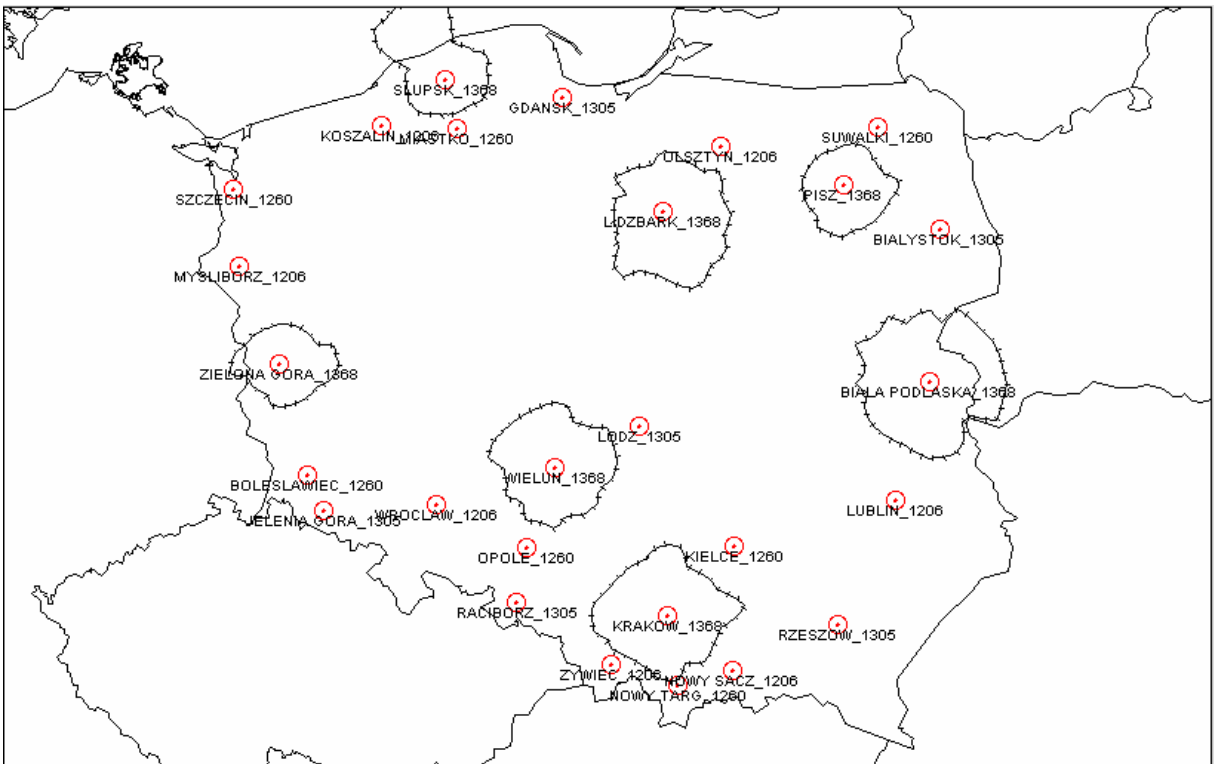 SLUPSK_1368
GDANSK_1305
KOSZALIN_1206
MIASTKO_1260
SUWALKI_1260
OLSZTYN_1206
SZCZECIN_1260
PISZ_1368
LIDZBARK_1368
BIALYSTOK_1305
MYSLIBORZ_1206
ZIELONA GORA_1368
BIALA PODLASKA_1368
LODZ_1305
WIELUN_1368
BOLESLAWIEC_1260
JELENIA GORA_1305
WROCLAW_1206
LUBLIN_1206
OPOLE_1260
KIELCE_1260
RACIBORZ_1305
KRAKOW_1368
RZESZOW_1305
ZYWIEC_1206
NOWY SACZ_1206
NOWY TARG_1260